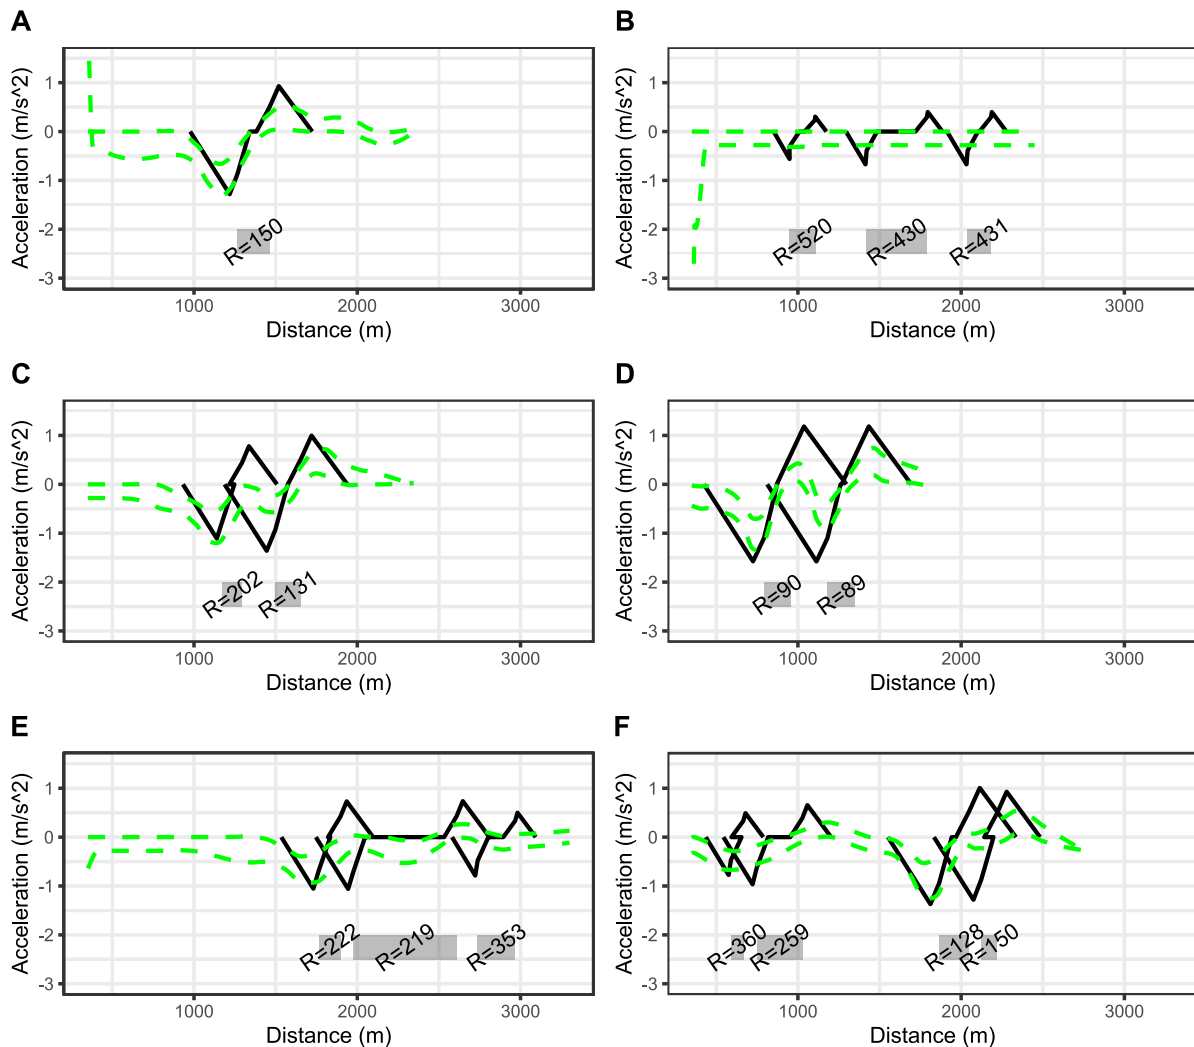 A
Acceleration (m/s^2)
1
0
-1
-2
-3
R=150
1000
2000
3000
Distance (m)
B
Acceleration (m/s^2)
1
0
-1
-2
-3
R=520
R=430
R=431
1000
2000
3000
Distance (m)
C
Acceleration (m/s^2)
1
0
-1
-2
-3
R=202
R=131
1000
2000
3000
Distance (m)
D
Acceleration (m/s^2)
1
0
-1
-2
-3
R=90
R=89
1000
2000
3000
Distance (m)
E
Acceleration (m/s^2)
1
0
-1
-2
-3
R=222
R=219
R=353
1000
2000
3000
Distance (m)
F
Acceleration (m/s^2)
1
0
-1
-2
-3
R=360
R=259
R=128
R=150
1000
2000
3000
Distance (m)